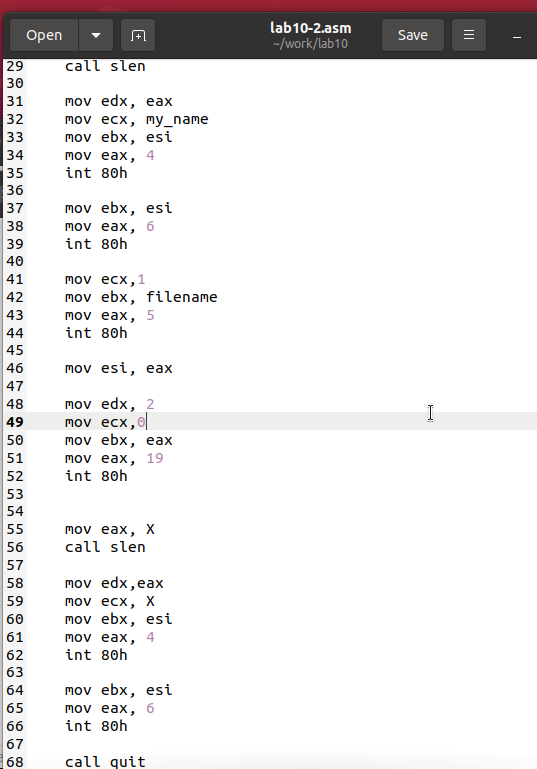 Open
lab10-2.asm
~/work/lab10
Save
29 call slen
30
31 mov edx, eax
32 mov ecx, my_name
33 mov ebx, esi
34 mov eax, 4
35 int 80h
36
37 mov ebx, esi
38 mov eax, 6
39 int 80h
40
41 mov ecx,1
42 mov ebx, filename
43 mov eax, 5
44 int 80h
45
46 mov esi, eax
47
48 mov edx, 2
49 mov ecx,0
50 mov ebx, eax
51 mov eax, 19
52 int 80h
53
54
55 mov eax, X
56 call slen
57
58 mov edx,eax
59 mov ecx, X
60 mov ebx, esi
61 mov eax, 4
62 int 80h
63
64 mov ebx, esi
65 mov eax, 6
66 int 80h
67
68 call quit